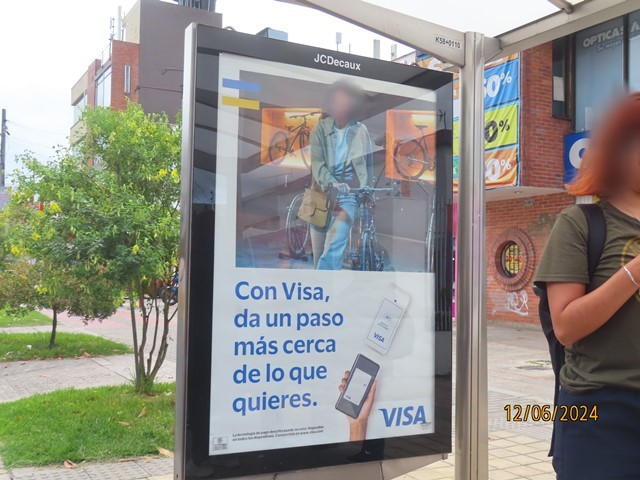 K58+0110
JCDecaux
OPTICAS
Con Visa,
da un paso
más cerca
de lo que
quieres.
VISA
VISA
12/06/2024